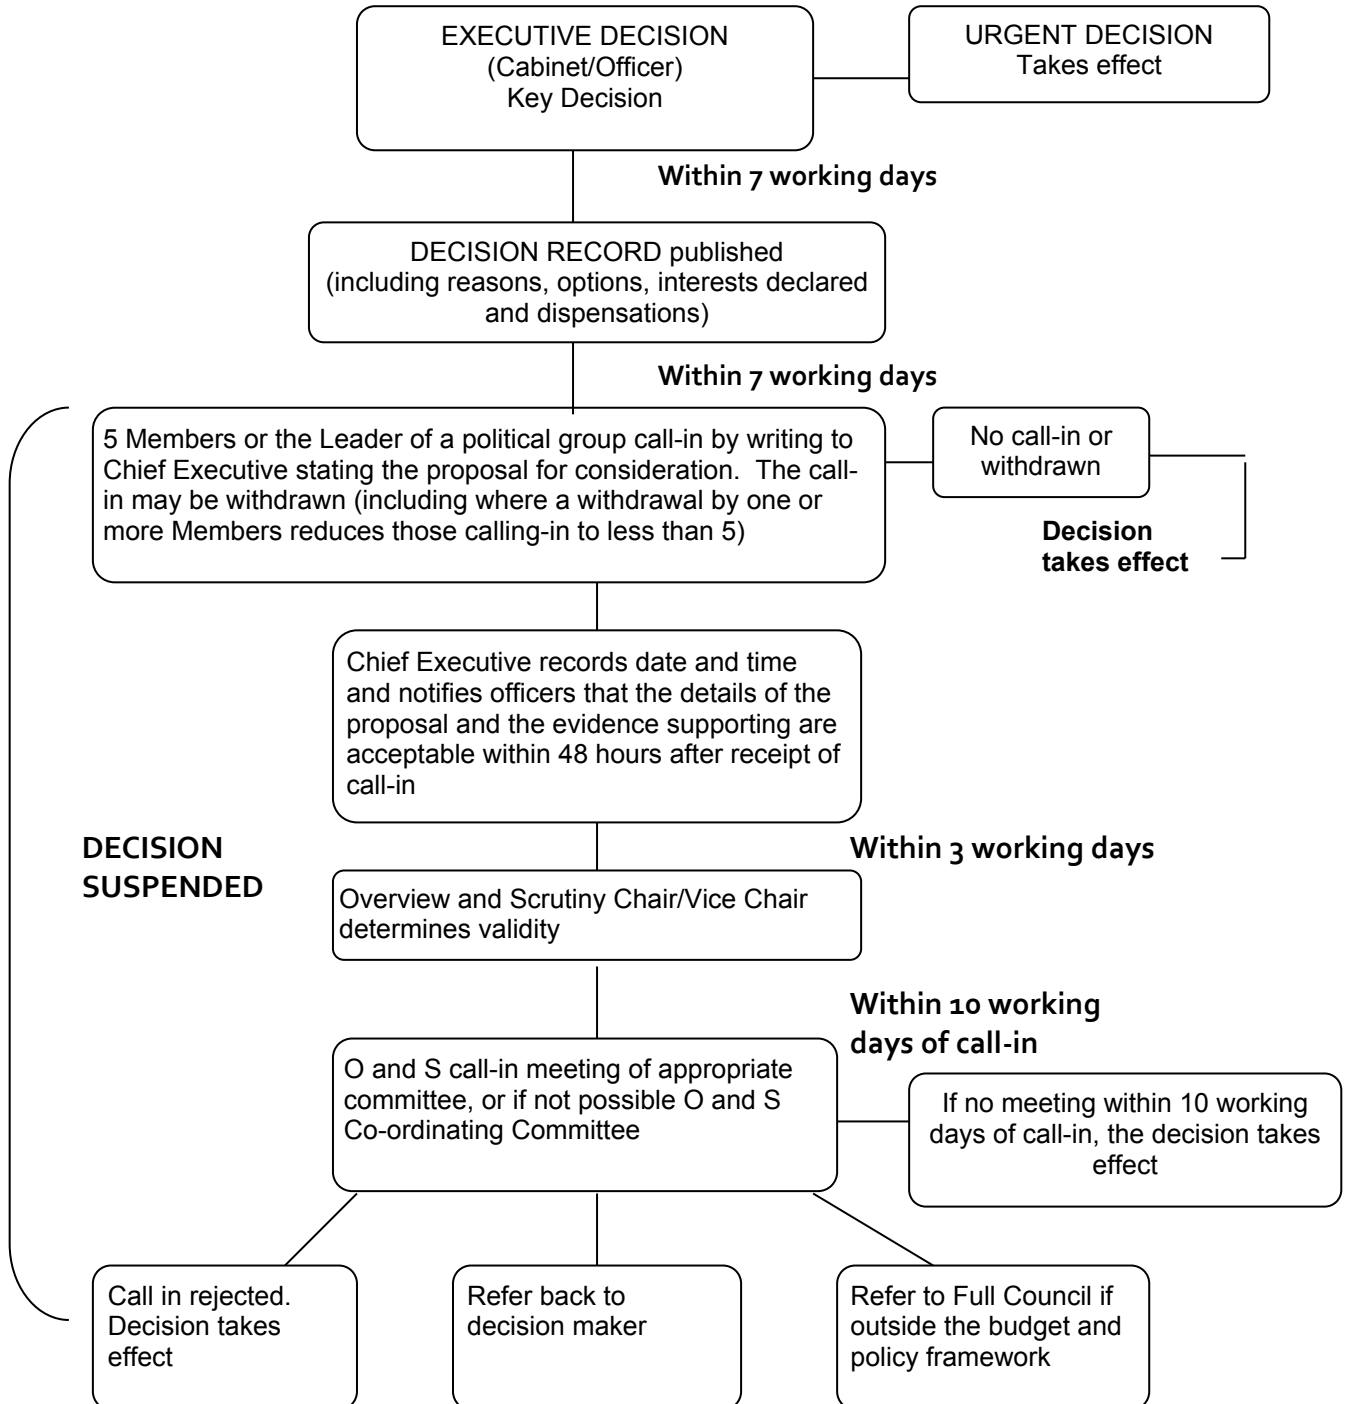 EXECUTIVE DECISION
(Cabinet/Officer)
Key Decision
URGENT DECISION
Takes effect
Within 7 working days
DECISION RECORD published
(including reasons, options, interests declared
and dispensations)
Within 7 working days
5 Members or the Leader of a political group call-in by writing to
Chief Executive stating the proposal for consideration.  The call-
in may be withdrawn (including where a withdrawal by one or
more Members reduces those calling-in to less than 5)
No call-in or
withdrawn
Decision
takes effect
Chief Executive records date and time
and notifies officers that the details of the
proposal and the evidence supporting are
acceptable within 48 hours after receipt of
call-in
DECISION
SUSPENDED
Within 3 working days
Overview and Scrutiny Chair/Vice Chair
determines validity
Within 10 working
days of call-in
O and S call-in meeting of appropriate
committee, or if not possible O and S
Co-ordinating Committee
If no meeting within 10 working
days of call-in, the decision takes
effect
Call in rejected.
Decision takes
effect
Refer back to
decision maker
Refer to Full Council if
outside the budget and
policy framework